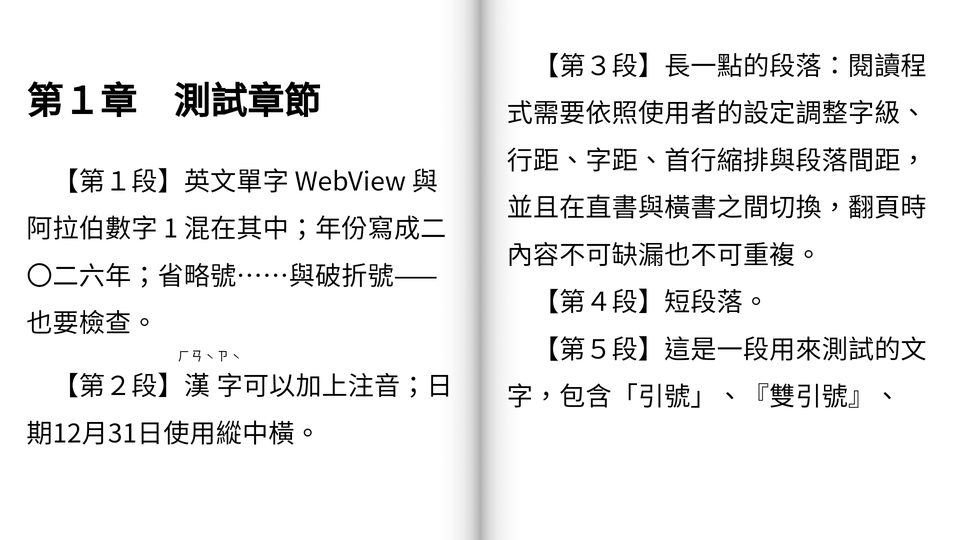 第１章　測試章節
【第１段】英文單字 WebView 與
阿拉伯數字 1 混在其中；年份寫成二
〇二六年；省略號……與破折號——
也要檢查。
ㄏㄢˋㄗˋ
【第２段】漢字可以加上注音；日
期12月31日使用縱中橫。
【第３段】長一點的段落：閱讀程
式需要依照使用者的設定調整字級、
行距、字距、首行縮排與段落間距，
並且在直書與橫書之間切換，翻頁時
內容不可缺漏也不可重複。
【第４段】短段落。
【第５段】這是一段用來測試的文
字，包含「引號」、『雙引號』、